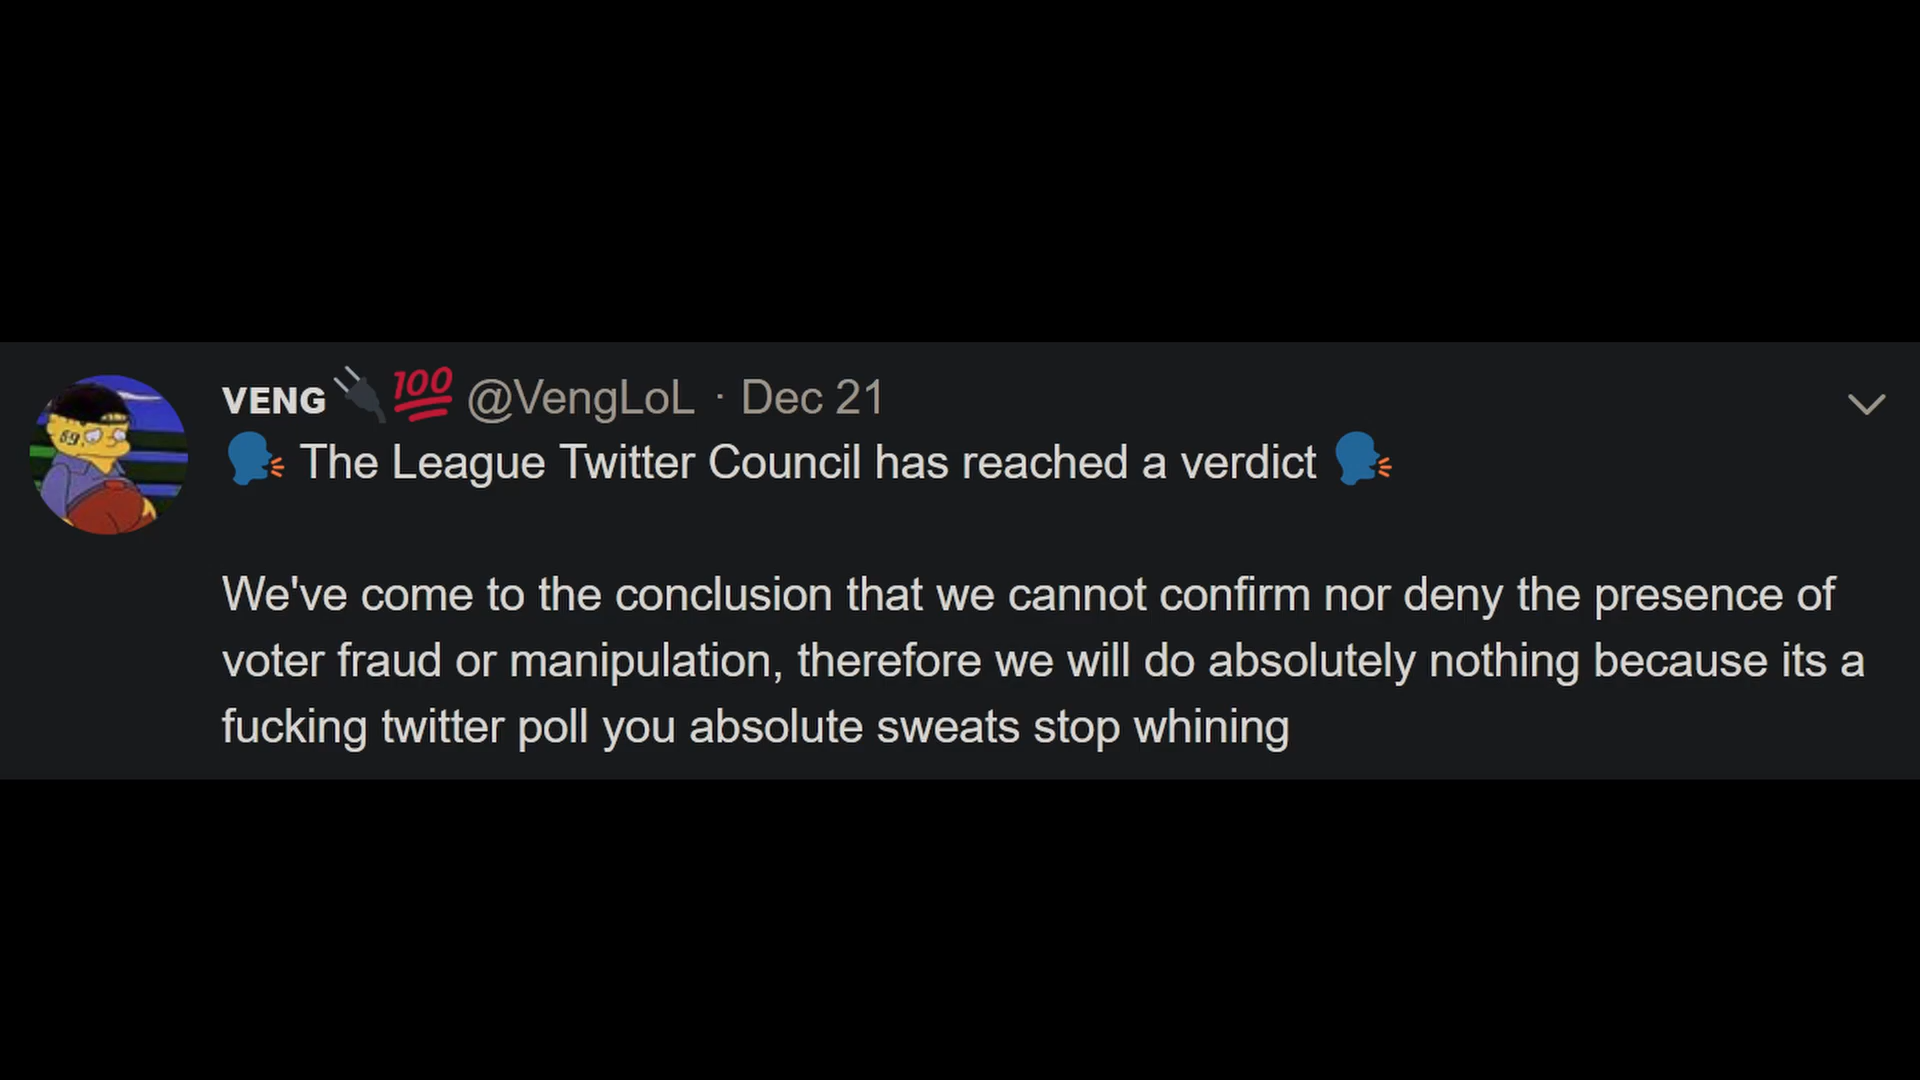 VENG🔌💯 @VengLoL · Dec 21
🗣 The League Twitter Council has reached a verdict 🗣
We've come to the conclusion that we cannot confirm nor deny the presence of
voter fraud or manipulation, therefore we will do absolutely nothing because its a
fucking twitter poll you absolute sweats stop whining
69.